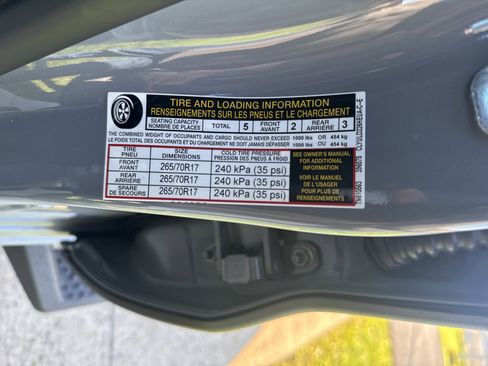 TIRE AND LOADING INFORMATION
RENSEIGNEMENTS SUR LES PNEUS ET LE CHARGEMENT
SEATING CAPACITY
NOMBRE DE PLACES
TOTAL 5
FRONT
AVANT 2
REAR
ARRIÈRE 3
THE COMBINED WEIGHT OF OCCUPANTS AND CARGO SHOULD NEVER EXCEED 1000 lbs OR 454 kg
LE POIDS TOTAL DES OCCUPANTS ET DU CHARGEMENT NE DOIT JAMAIS DÉPASSER 1000 lbs OU 454 kg
TIRE
PNEU
SIZE
DIMENSIONS
COLD TIRE PRESSURE
PRESSION DES PNEUS À FROID
FRONT
AVANT 265/70R17 240 kPa (35 psi)
REAR
ARRIÈRE 265/70R17 240 kPa (35 psi)
SPARE
DE SECOURS 265/70R17 240 kPa (35 psi)
SEE OWNER'S MANUAL
FOR ADDITIONAL
INFORMATION
VOIR LE MANUEL
DE L'USAGER
POUR PLUS DE
RENSEIGNEMENTS